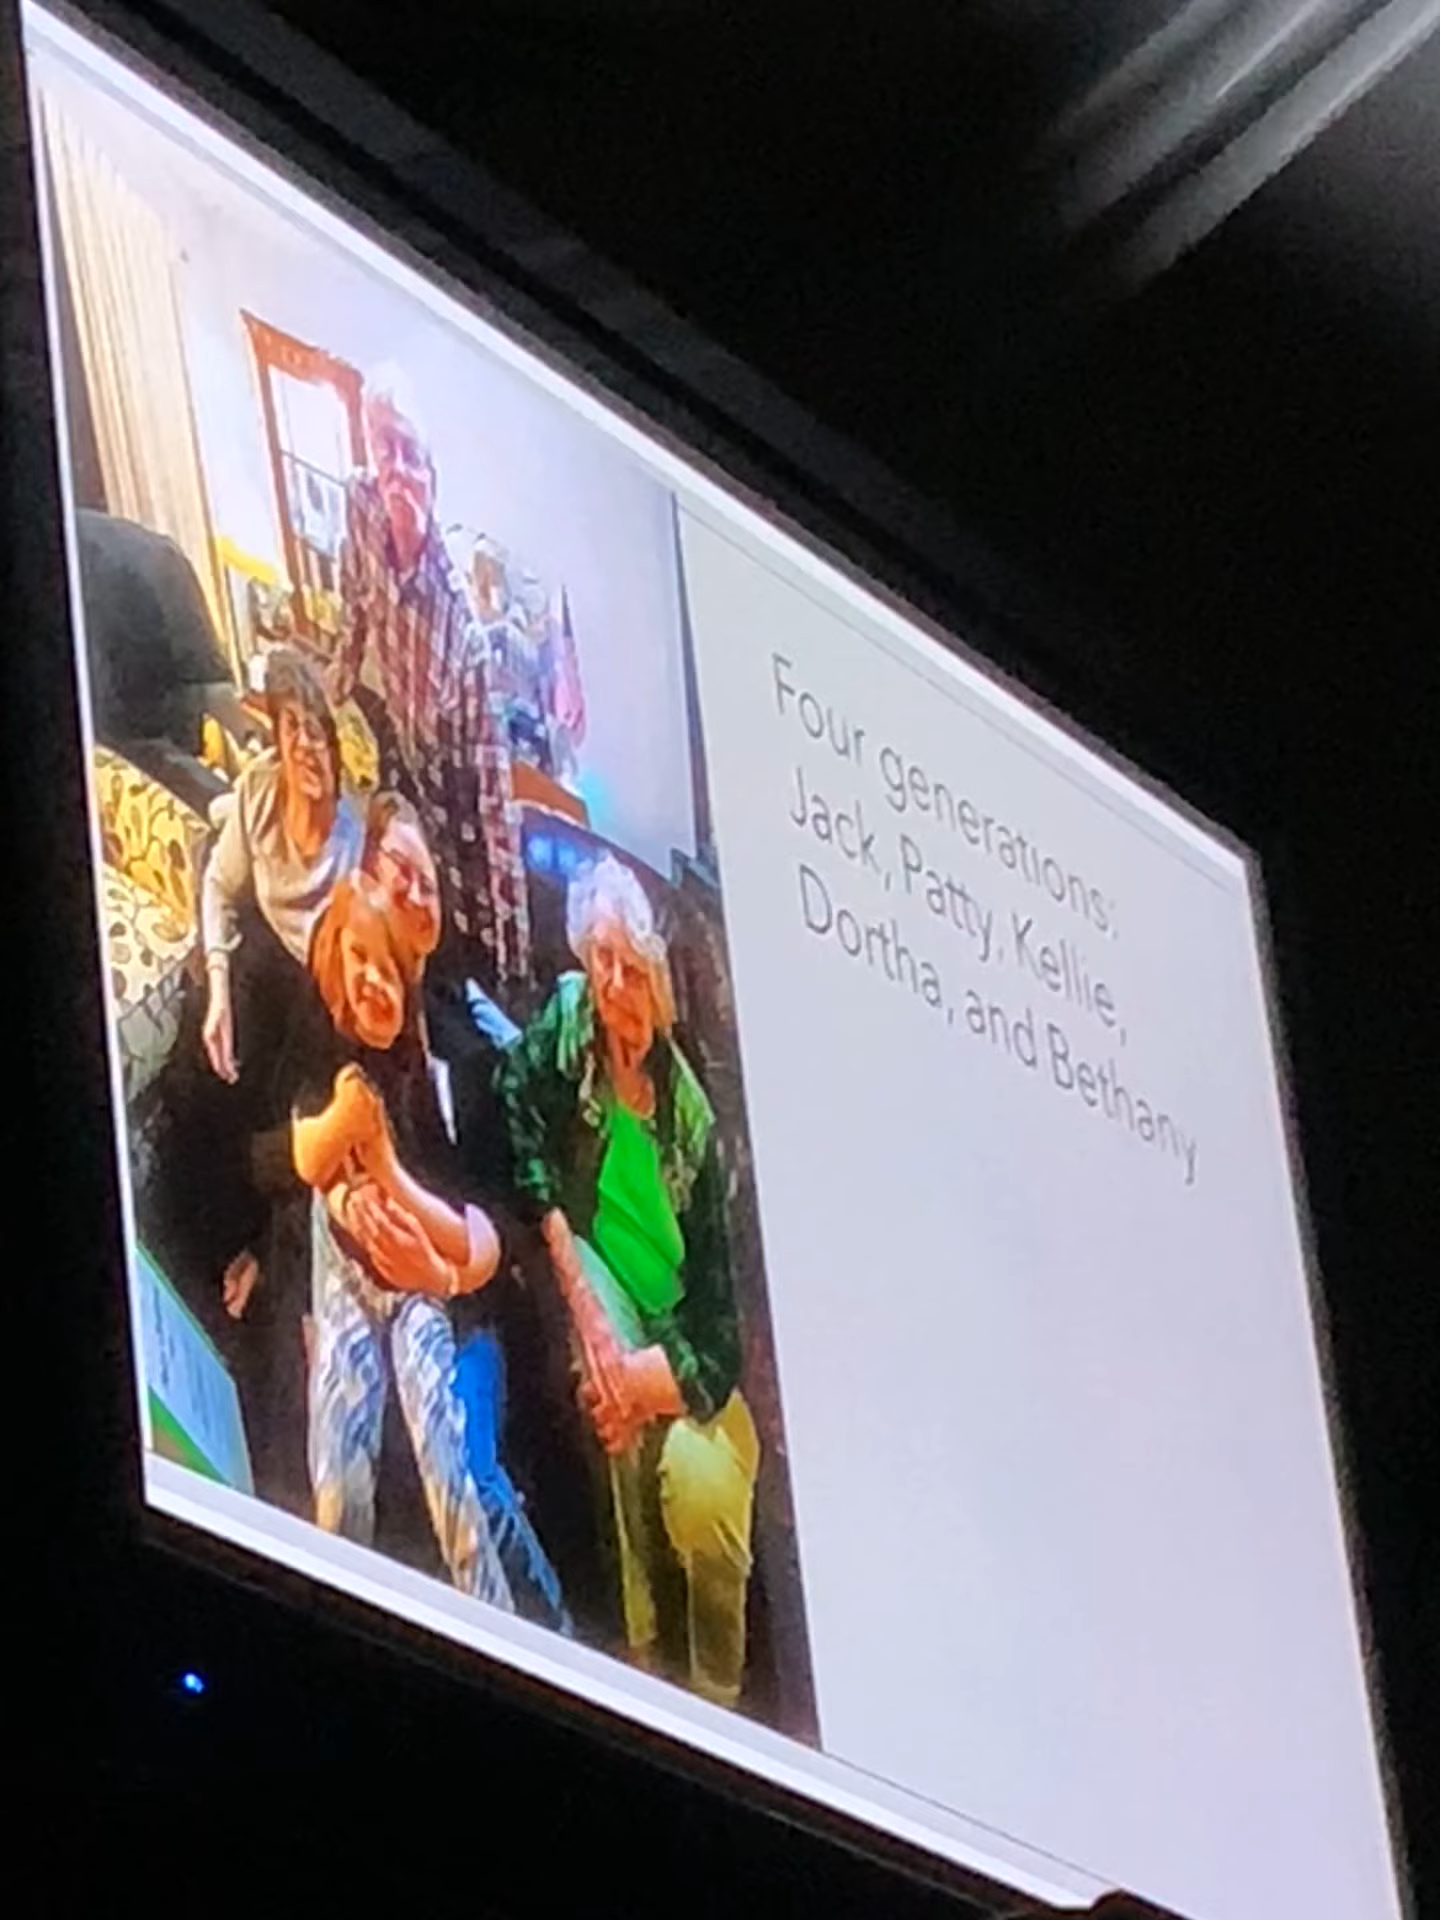 Four generations:
Jack, Patty, Kellie,
Dortha, and Bethany